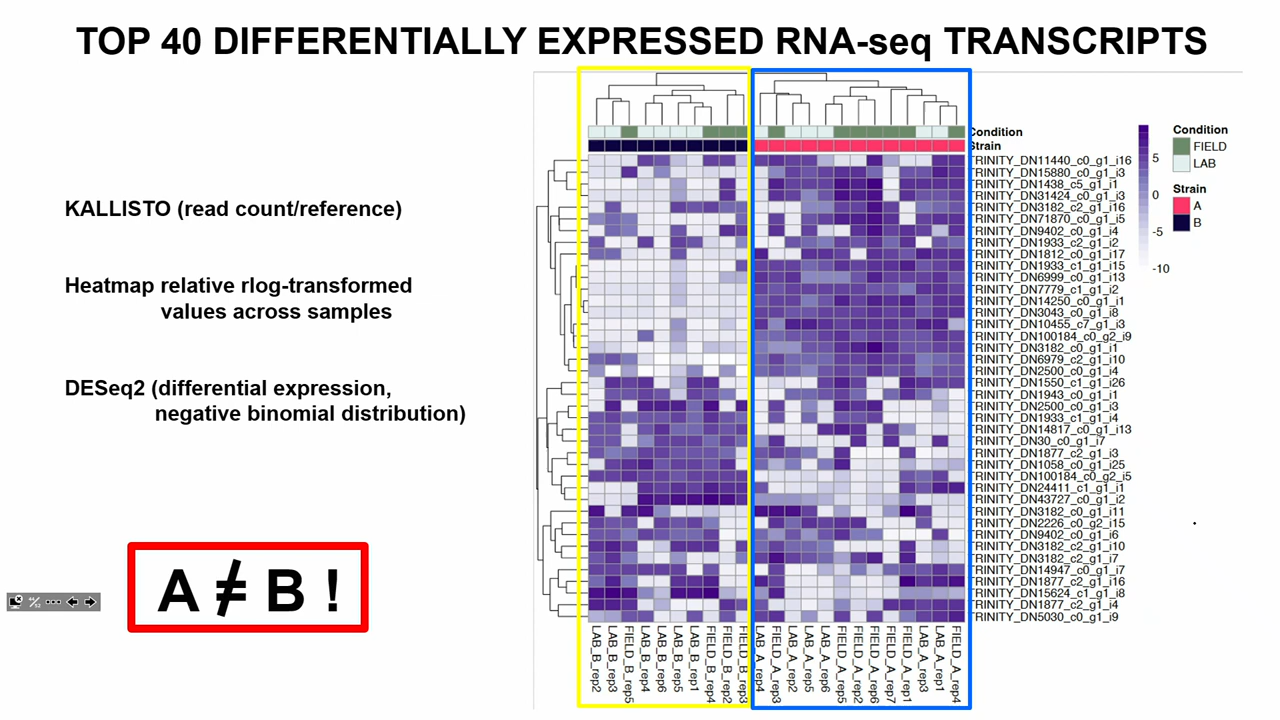 TOP 40 DIFFERENTIALLY EXPRESSED RNA-seq TRANSCRIPTS
KALLISTO (read count/reference)
Heatmap relative rlog-transformed
values across samples
DESeq2 (differential expression,
negative binomial distribution)
A ≠ B !
Condition
Strain
TRINITY_DN11440_c0_g1_i16
TRINITY_DN15880_c0_g1_i3
TRINITY_DN1438_c5_g1_i1
TRINITY_DN31424_c0_g1_i3
TRINITY_DN3182_c2_g1_i16
TRINITY_DN71870_c0_g1_i5
TRINITY_DN9402_c0_g1_i4
TRINITY_DN1933_c2_g1_i2
TRINITY_DN1812_c0_g1_i17
TRINITY_DN1933_c1_g1_i15
TRINITY_DN6999_c0_g1_i13
TRINITY_DN7779_c1_g1_i2
TRINITY_DN14250_c0_g1_i1
TRINITY_DN3043_c0_g1_i8
TRINITY_DN10455_c7_g1_i3
TRINITY_DN100184_c0_g2_i9
TRINITY_DN3182_c0_g1_i1
TRINITY_DN6979_c2_g1_i10
TRINITY_DN2500_c0_g1_i4
TRINITY_DN1550_c1_g1_i26
TRINITY_DN1943_c0_g1_i1
TRINITY_DN2500_c0_g1_i3
TRINITY_DN1933_c1_g1_i4
TRINITY_DN14817_c0_g1_i13
TRINITY_DN30_c0_g1_i7
TRINITY_DN1877_c2_g1_i3
TRINITY_DN1058_c0_g1_i25
TRINITY_DN100184_c0_g2_i5
TRINITY_DN24411_c1_g1_i1
TRINITY_DN43727_c0_g1_i2
TRINITY_DN3182_c0_g1_i11
TRINITY_DN2226_c0_g2_i15
TRINITY_DN9402_c0_g1_i6
TRINITY_DN3182_c2_g1_i10
TRINITY_DN3182_c2_g1_i7
TRINITY_DN14947_c0_g1_i7
TRINITY_DN1877_c2_g1_i16
TRINITY_DN15624_c1_g1_i8
TRINITY_DN1877_c2_g1_i4
TRINITY_DN5030_c0_g1_i9
5
0
-5
-10
Condition
FIELD
LAB
Strain
A
B
LAB_B_rep2
LAB_B_rep3
FIELD_B_rep5
LAB_B_rep4
LAB_B_rep6
LAB_B_rep5
LAB_B_rep1
FIELD_B_rep4
FIELD_B_rep2
FIELD_B_rep3
LAB_A_rep4
FIELD_A_rep3
LAB_A_rep2
LAB_A_rep5
LAB_A_rep6
FIELD_A_rep5
FIELD_A_rep2
FIELD_A_rep6
FIELD_A_rep7
FIELD_A_rep1
LAB_A_rep3
LAB_A_rep1
FIELD_A_rep4